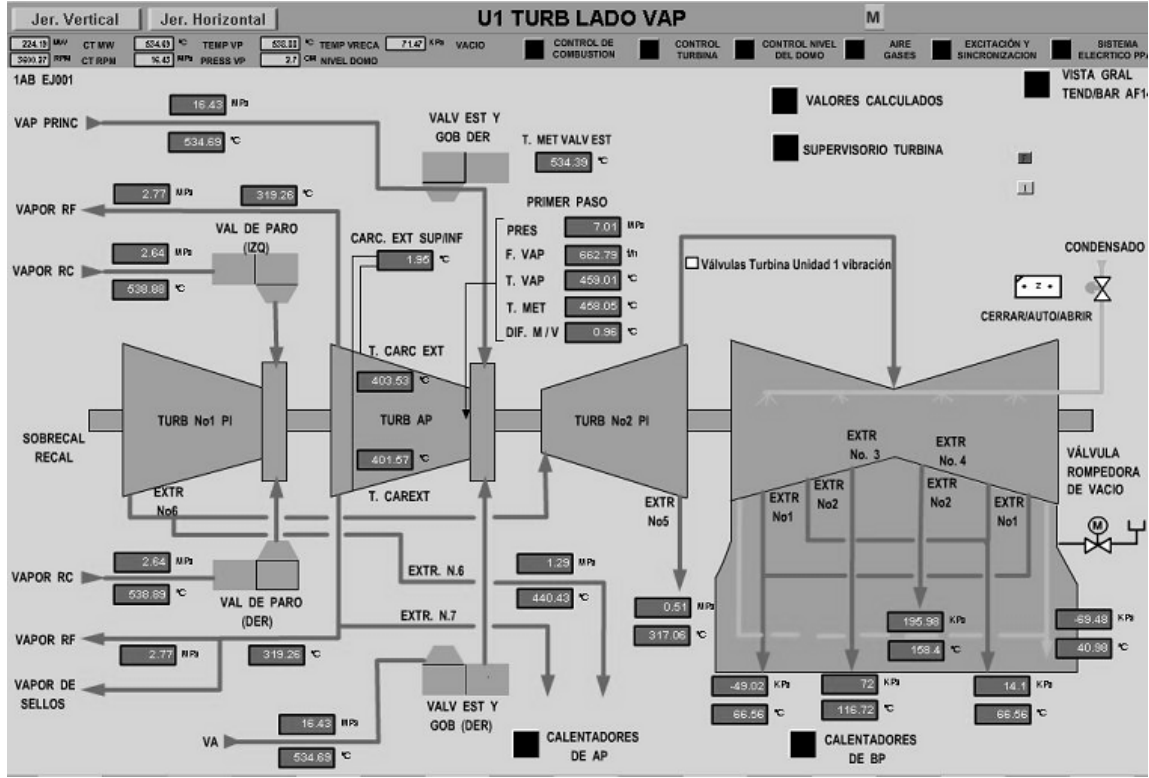 Jer. Vertical Jer. Horizontal U1 TURB LADO VAP M
224.19 MW CT MW 534.69 °C TEMP VP 538.88 °C TEMP VRECA 71.47 KPa VACIO
3600.27 RPM CT RPM 16.43 MPa PRESS VP 2.7 CM NIVEL DOMO
CONTROL DE COMBUSTION
CONTROL TURBINA
CONTROL NIVEL DEL DOMO
AIRE GASES
EXCITACIÓN Y SINCRONIZACION
SISTEMA ELECRTICO PPA
1AB EJ001
VISTA GRAL
TEND/BAR AF14
VALORES CALCULADOS
SUPERVISORIO TURBINA
VAP PRINC
16.43 MPa
534.69 °C
VALV EST Y
GOB DER
T. MET VALV EST
534.39 °C
VAPOR RF
2.77 MPa
319.26 °C
VAL DE PARO
(IZQ)
VAPOR RC
2.64 MPa
538.88 °C
CARC. EXT SUP/INF
1.95 °C
PRIMER PASO
PRES 7.01 MPa
F. VAP 662.79 t/h
T. VAP 459.01 °C
T. MET 458.05 °C
DIF. M / V 0.96 °C
Válvulas Turbina Unidad 1 vibración
CONDENSADO
Z
CERRAR/AUTO/ABRIR
T. CARC EXT
403.53 °C
TURB No1 PI
TURB AP
TURB No2 PI
401.57 °C
T. CAREXT
SOBRECAL
RECAL
EXTR
No6
EXTR
No5
EXTR
No. 3
EXTR
No. 4
EXTR
No1
EXTR
No2
EXTR
No2
EXTR
No1
VÁLVULA
ROMPEDORA
DE VACIO
M
VAPOR RC
2.64 MPa
538.89 °C
VAL DE PARO
(DER)
EXTR. N.6
1.29 MPa
440.43 °C
EXTR. N.7
0.51 MPa
317.06 °C
195.98 KPa
158.4 °C
-69.48 KPa
40.98 °C
VAPOR RF
2.77 MPa
319.26 °C
VAPOR DE
SELLOS
-49.02 KPa
66.56 °C
72 KPa
116.72 °C
14.1 KPa
66.56 °C
VALV EST Y
GOB (DER)
VA
16.43 MPa
534.69 °C
CALENTADORES
DE AP
CALENTADORES
DE BP